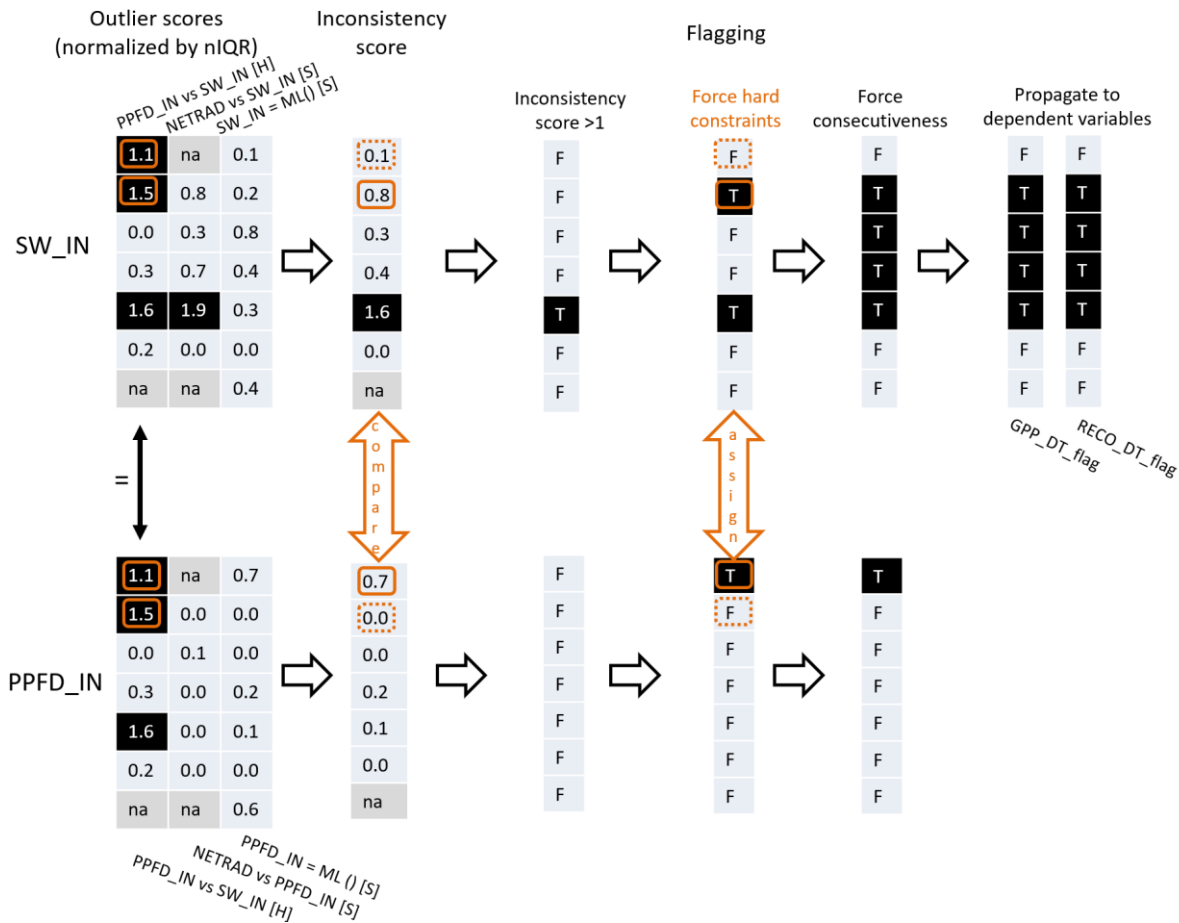 Outlier scores
(normalized by nIQR)
Inconsistency
score
Flagging
PPFD_IN vs SW_IN [H]
NETRAD vs SW_IN [S]
SW_IN = ML() [S]
Inconsistency
score >1
Force hard
constraints
Force
consecutiveness
Propagate to
dependent variables
SW_IN
1.1 na 0.1 0.1 F F F F F
1.5 0.8 0.2 0.8 F T T T T
0.0 0.3 0.8 0.3 F F T T T
0.3 0.7 0.4 0.4 F F T T T
1.6 1.9 0.3 1.6 T T T T T
0.2 0.0 0.0 0.0 F F F F F
na na 0.4 na F F F F F
GPP_DT_flag
RECO_DT_flag
=
compare
assign
PPFD_IN
1.1 na 0.7 0.7 F T T
1.5 0.0 0.0 0.0 F F F
0.0 0.1 0.0 0.0 F F F
0.3 0.0 0.2 0.2 F F F
1.6 0.0 0.1 0.1 F F F
0.2 0.0 0.0 0.0 F F F
na na 0.6 na F F F
PPFD_IN = ML () [S]
NETRAD vs PPFD_IN [S]
PPFD_IN vs SW_IN [H]